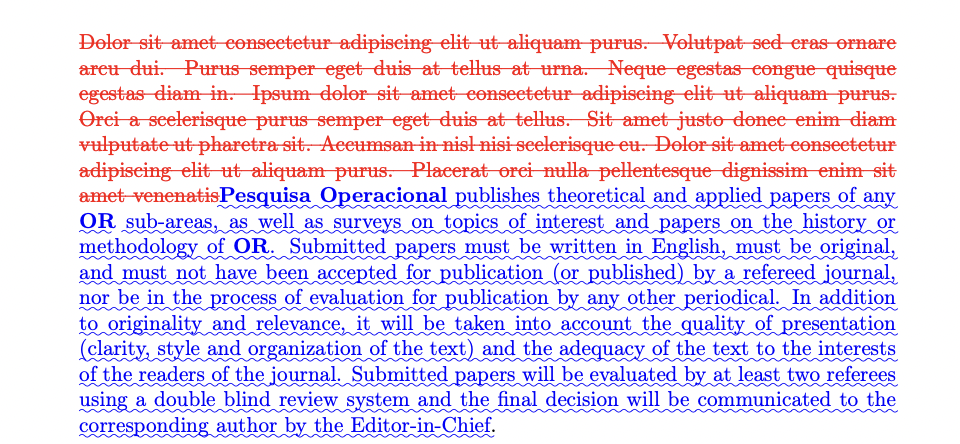 Dolor sit amet consectetur adipiscing elit ut aliquam purus. Volutpat sed cras ornare
arcu dui. Purus semper eget duis at tellus at urna. Neque egestas congue quisque
egestas diam in. Ipsum dolor sit amet consectetur adipiscing elit ut aliquam purus.
Orci a scelerisque purus semper eget duis at tellus. Sit amet justo donec enim diam
vulputate ut pharetra sit. Accumsan in nisl nisi scelerisque eu. Dolor sit amet consectetur
adipiscing elit ut aliquam purus. Placerat orci nulla pellentesque dignissim enim sit
amet venenatisPesquisa Operacional publishes theoretical and applied papers of any
OR sub-areas, as well as surveys on topics of interest and papers on the history or
methodology of OR. Submitted papers must be written in English, must be original,
and must not have been accepted for publication (or published) by a refereed journal,
nor be in the process of evaluation for publication by any other periodical. In addition
to originality and relevance, it will be taken into account the quality of presentation
(clarity, style and organization of the text) and the adequacy of the text to the interests
of the readers of the journal. Submitted papers will be evaluated by at least two referees
using a double blind review system and the final decision will be communicated to the
corresponding author by the Editor-in-Chief.